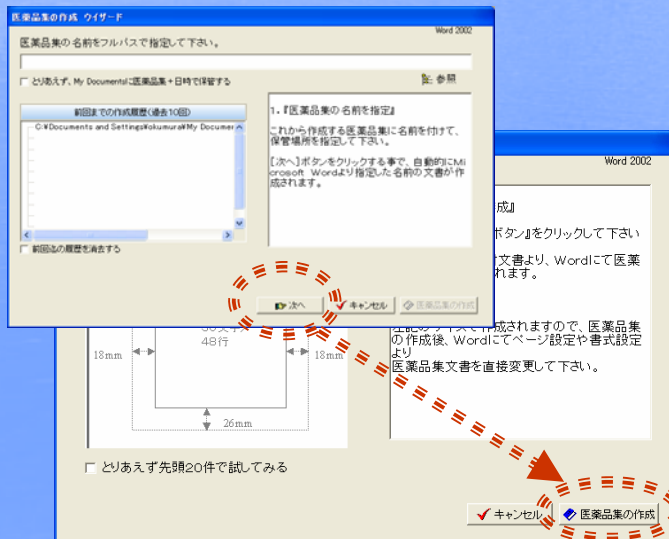 医薬品集の作成 ウイザード
Word 2002
医薬品集の名前をフルパスで指定して下さい。
とりあえず、My Documentsに医薬品集+日時で保管する
参照
前回までの作成履歴(過去10回)
C:¥Documents and Settings¥okumura¥My Documen
前回迄の履歴を消去する
1.『医薬品集の名前を指定』
これから作成する医薬品集に名前を付けて、
保管場所を指定して下さい。
[次へ]ボタンをクリックする事で、自動的にMi
crosoft Wordより指定した名前の文書が作
成されます。
次へ
キャンセル
医薬品集の作成
Word 2002
成』
ボタン』をクリックして下さい
文書より、Wordにて医薬
れます。
成されますので、医薬品集
の作成後、Wordにてページ設定や書式設定
より
医薬品集文書を直接変更して下さい。
48行
18mm
18mm
26mm
とりあえず先頭20件で試してみる
キャンセル
医薬品集の作成